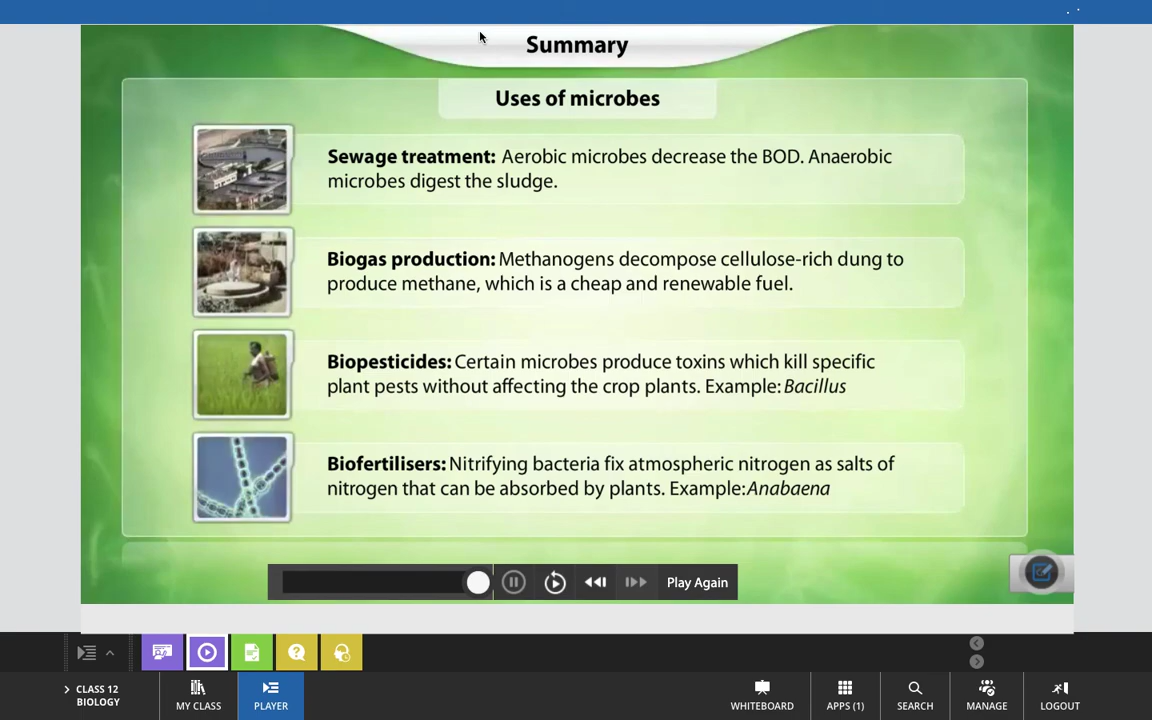 Summary
Uses of microbes
Sewage treatment: Aerobic microbes decrease the BOD. Anaerobic
microbes digest the sludge.
Biogas production: Methanogens decompose cellulose-rich dung to
produce methane, which is a cheap and renewable fuel.
Biopesticides: Certain microbes produce toxins which kill specific
plant pests without affecting the crop plants. Example: Bacillus
Biofertilisers: Nitrifying bacteria fix atmospheric nitrogen as salts of
nitrogen that can be absorbed by plants. Example: Anabaena
Play Again
CLASS 12
BIOLOGY
MY CLASS
PLAYER
WHITEBOARD
APPS (1)
SEARCH
MANAGE
LOGOUT